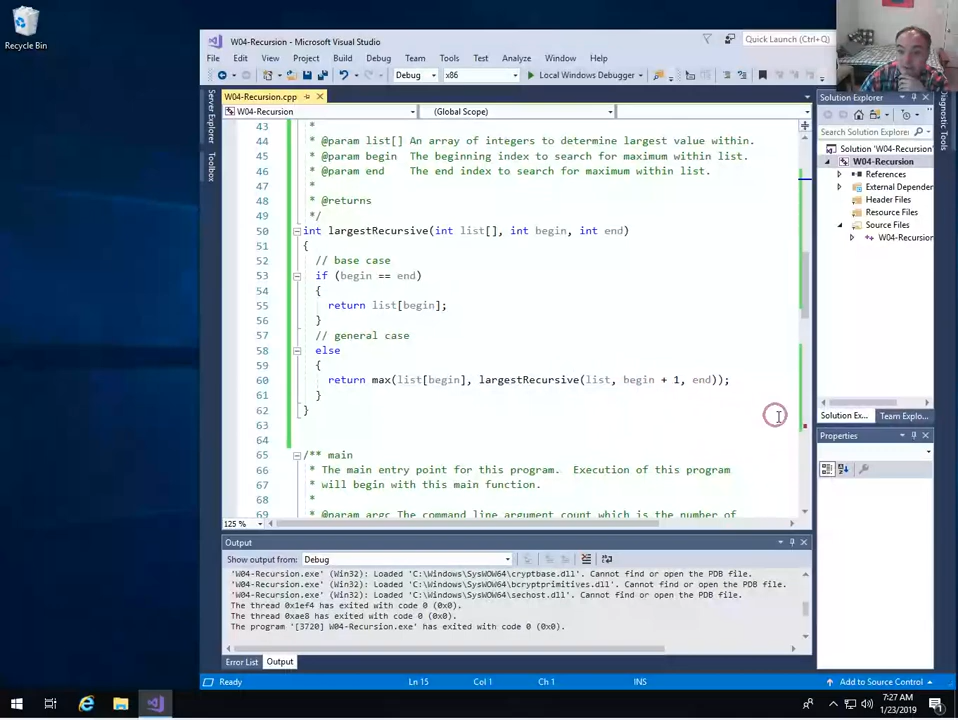 Recycle Bin
W04-Recursion - Microsoft Visual Studio
Quick Launch (Ctrl+Q)
File Edit View Project Build Debug Team Tools Test Analyze Window Help
Debug x86 Local Windows Debugger
Server Explorer
Toolbox
W04-Recursion.cpp
W04-Recursion (Global Scope)
43 *
44 * @param list[] An array of integers to determine largest value within.
45 * @param begin The beginning index to search for maximum within list.
46 * @param end The end index to search for maximum within list.
47 *
48 * @returns
49 */
50 int largestRecursive(int list[], int begin, int end)
51 {
52 // base case
53 if (begin == end)
54 {
55 return list[begin];
56 }
57 // general case
58 else
59 {
60 return max(list[begin], largestRecursive(list, begin + 1, end));
61 }
62 }
63
64
65 /** main
66 * The main entry point for this program. Execution of this program
67 * will begin with this main function.
68 *
69 * @param argc The command line argument count which is the number of
125 %
Output
Show output from: Debug
'W04-Recursion.exe' (Win32): Loaded 'C:\Windows\SysWOW64\cryptbase.dll'. Cannot find or open the PDB file.
'W04-Recursion.exe' (Win32): Loaded 'C:\Windows\SysWOW64\bcryptprimitives.dll'. Cannot find or open the PDB file.
'W04-Recursion.exe' (Win32): Loaded 'C:\Windows\SysWOW64\sechost.dll'. Cannot find or open the PDB file.
The thread 0x1ef4 has exited with code 0 (0x0).
The thread 0xae8 has exited with code 0 (0x0).
The program '[3720] W04-Recursion.exe' has exited with code 0 (0x0).
Error List Output
Solution Explorer
Search Solution Explorer
Solution 'W04-Recursion'
W04-Recursion
References
External Depender
Header Files
Resource Files
Source Files
W04-Recursion
Solution Ex... Team Explo...
Properties
Diagnostic Tools
Ready Ln 15 Col 1 Ch 1 INS Add to Source Control
7:27 AM
1/23/2019